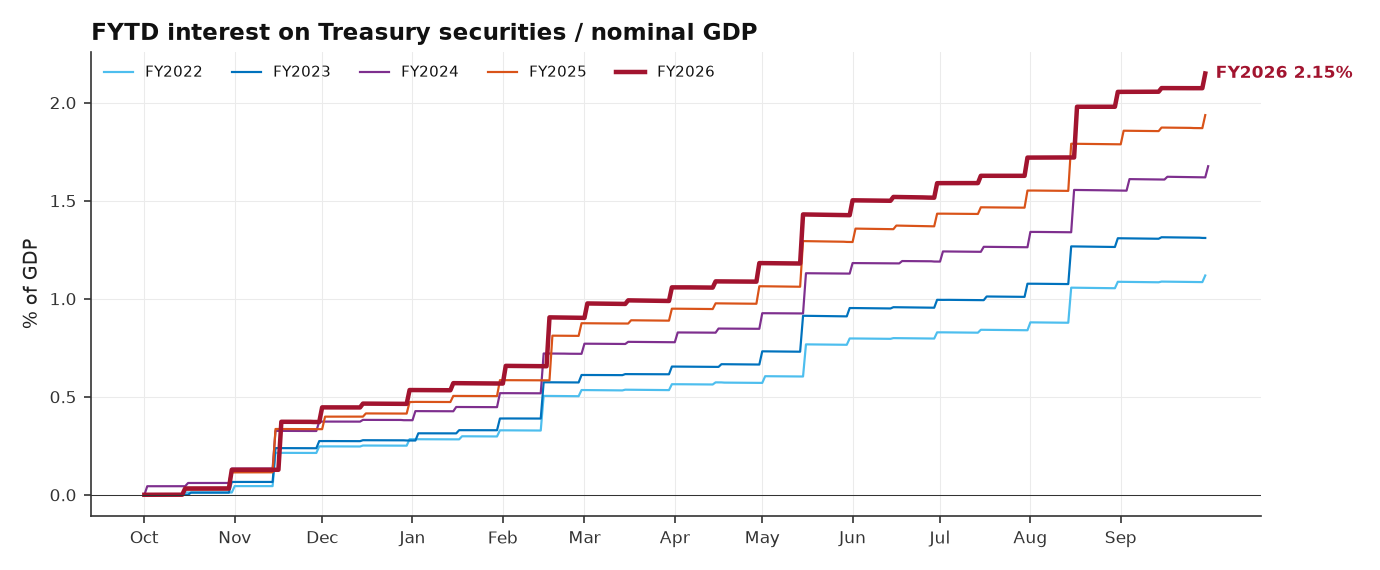 FYTD interest on Treasury securities / nominal GDP
FY2022 FY2023 FY2024 FY2025 FY2026
FY2026 2.15%
% of GDP
2.0
1.5
1.0
0.5
0.0
Oct Nov Dec Jan Feb Mar Apr May Jun Jul Aug Sep